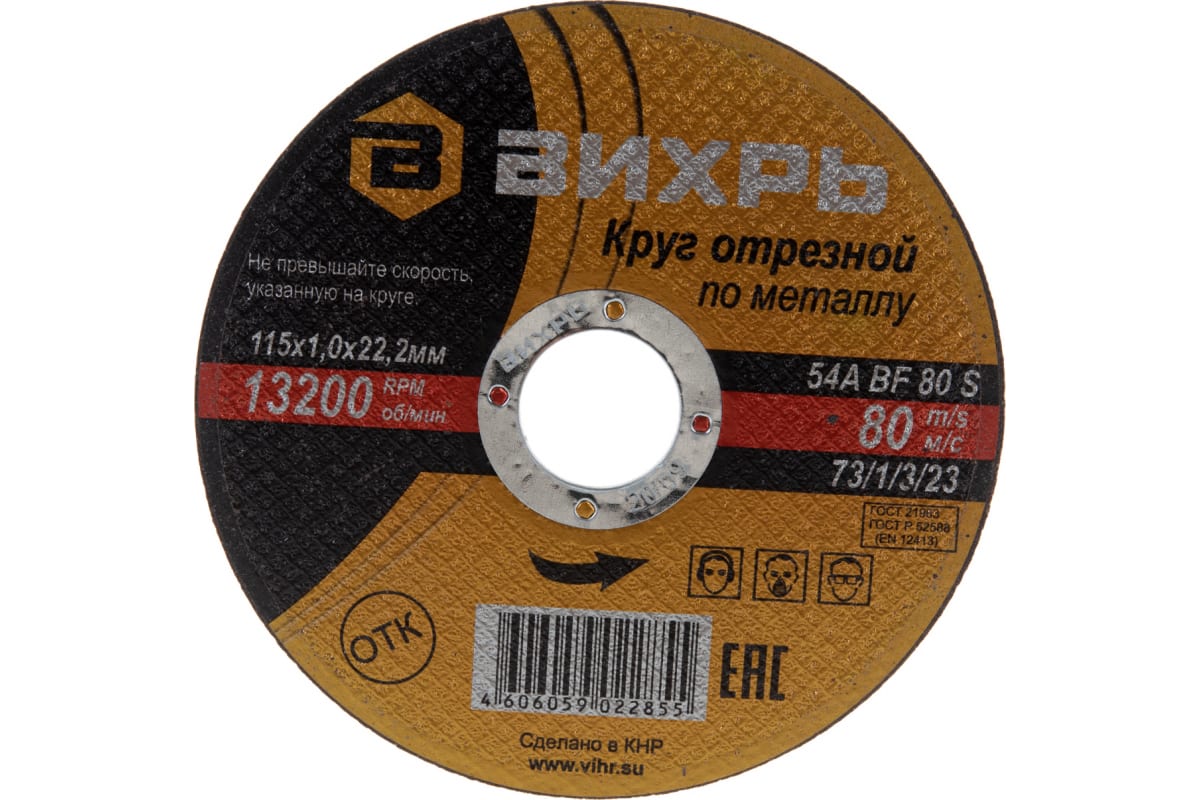 ВИХРЬ
Круг отрезной
по металлу
Не превышайте скорость,
указанную на круге.
115x1,0x22,2мм
13200 RPM
об/мин
ВИХРЬ
54A BF 80 S
80 m/s
м/с
73/1/3/23
ГОСТ 21963
ГОСТ Р 52588
(EN 12413)
ОТК
4 606059 022855
EAC
Сделано в КНР
www.vihr.su